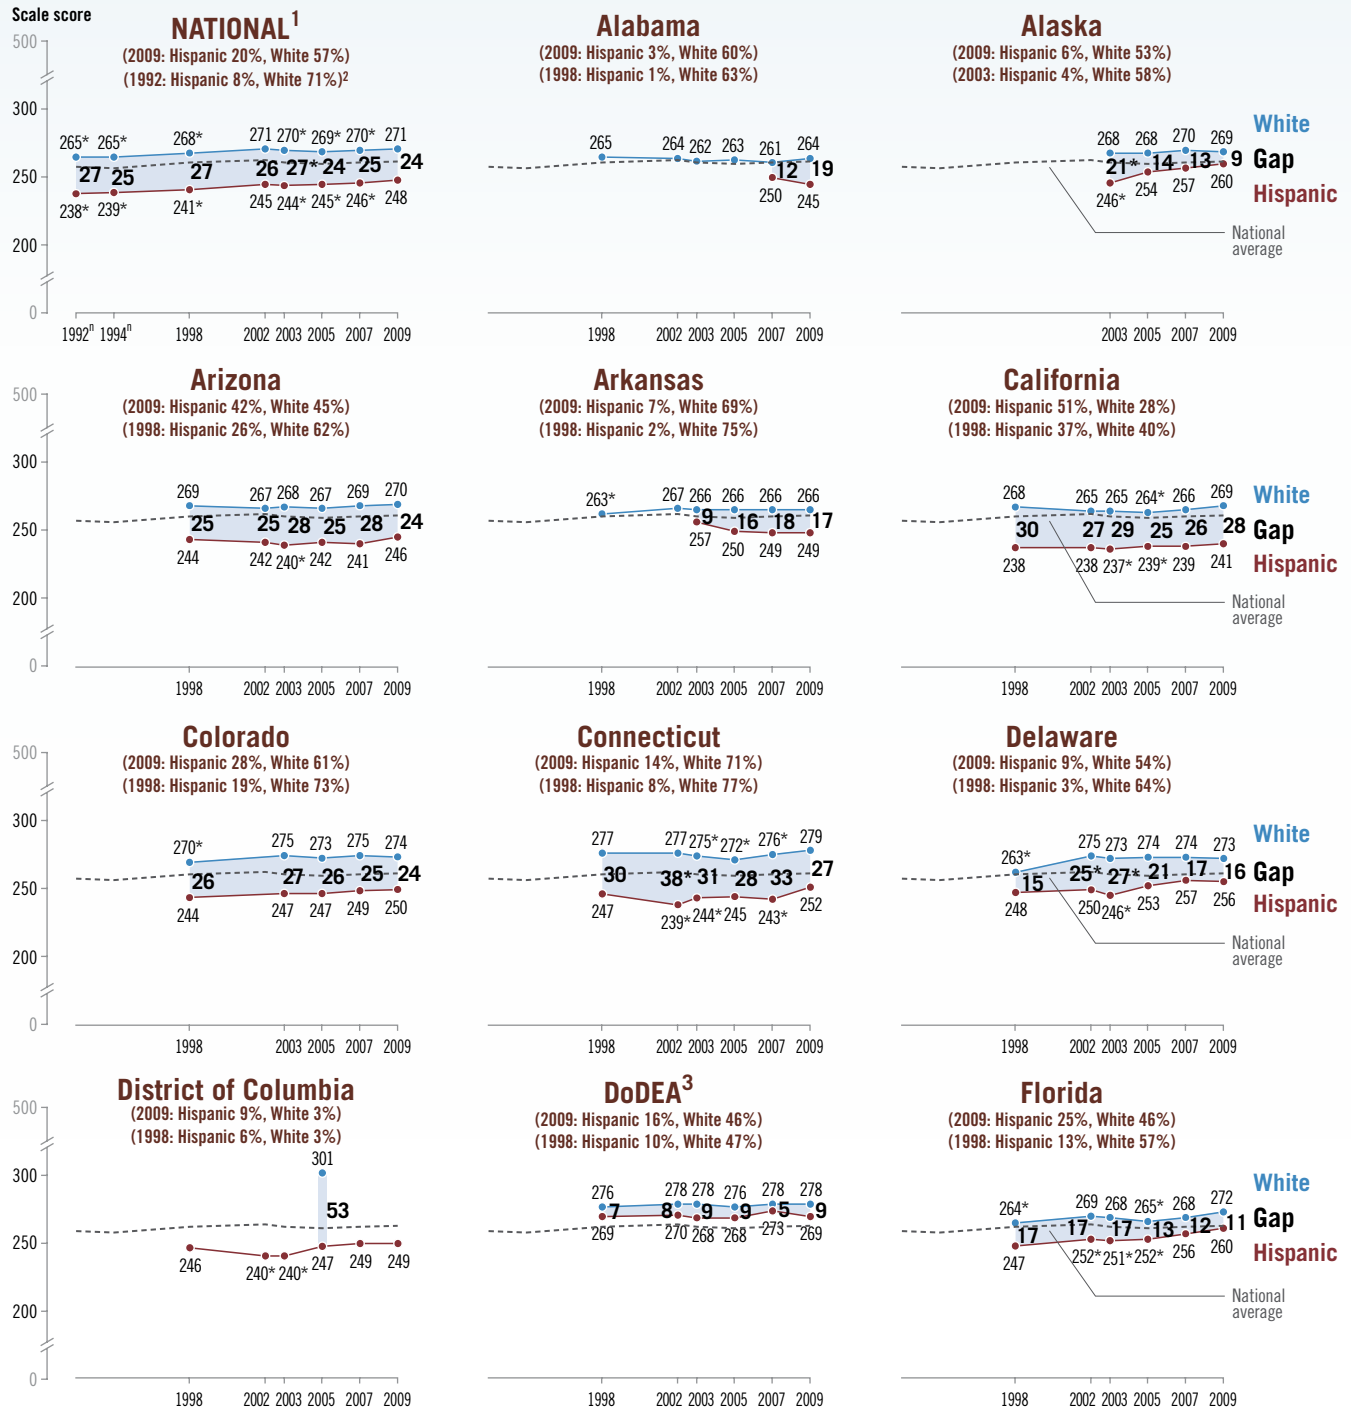 Scale score
NATIONAL1
(2009: Hispanic 20%, White 57%)
(1992: Hispanic 8%, White 71%)2
500
300
250
200
0
265* 265* 268* 271 270* 269* 270* 271
27 25 27 26 27* 24 25 24
238* 239* 241* 245 244* 245* 246* 248
1992n 1994n 1998 2002 2003 2005 2007 2009
Alabama
(2009: Hispanic 3%, White 60%)
(1998: Hispanic 1%, White 63%)
265 264 262 263 261 264
12 19
250 245
1998 2002 2003 2005 2007 2009
Alaska
(2009: Hispanic 6%, White 53%)
(2003: Hispanic 4%, White 58%)
268 268 270 269
21* 14 13 9
246* 254 257 260
White
Gap
Hispanic
National
average
2003 2005 2007 2009
Arizona
(2009: Hispanic 42%, White 45%)
(1998: Hispanic 26%, White 62%)
500
300
250
200
0
269 267 268 267 269 270
25 25 28 25 28 24
244 242 240* 242 241 246
1998 2002 2003 2005 2007 2009
Arkansas
(2009: Hispanic 7%, White 69%)
(1998: Hispanic 2%, White 75%)
263* 267 266 266 266 266
9 16 18 17
257 250 249 249
1998 2002 2003 2005 2007 2009
California
(2009: Hispanic 51%, White 28%)
(1998: Hispanic 37%, White 40%)
268 265 265 264* 266 269
30 27 29 25 26 28
238 238 237* 239* 239 241
White
Gap
Hispanic
National
average
1998 2002 2003 2005 2007 2009
Colorado
(2009: Hispanic 28%, White 61%)
(1998: Hispanic 19%, White 73%)
500
300
250
200
0
270* 275 273 275 274
26 27 26 25 24
244 247 247 249 250
1998 2003 2005 2007 2009
Connecticut
(2009: Hispanic 14%, White 71%)
(1998: Hispanic 8%, White 77%)
277 277 275* 272* 276* 279
30 38* 31 28 33 27
247 239* 244* 245 243* 252
1998 2002 2003 2005 2007 2009
Delaware
(2009: Hispanic 9%, White 54%)
(1998: Hispanic 3%, White 64%)
263* 275 273 274 274 273
15 25* 27* 21 17 16
248 250 246* 253 257 256
White
Gap
Hispanic
National
average
1998 2002 2003 2005 2007 2009
District of Columbia
(2009: Hispanic 9%, White 3%)
(1998: Hispanic 6%, White 3%)
500
300
250
200
0
301
53
246 240* 240* 247 249 249
1998 2002 2003 2005 2007 2009
DoDEA3
(2009: Hispanic 16%, White 46%)
(1998: Hispanic 10%, White 47%)
276 278 278 276 278 278
7 8 9 9 5 9
269 270 268 268 273 269
1998 2002 2003 2005 2007 2009
Florida
(2009: Hispanic 25%, White 46%)
(1998: Hispanic 13%, White 57%)
264* 269 268 265* 268 272
17 17 17 13 12 11
247 252* 251* 252* 256 260
White
Gap
Hispanic
National
average
1998 2002 2003 2005 2007 2009